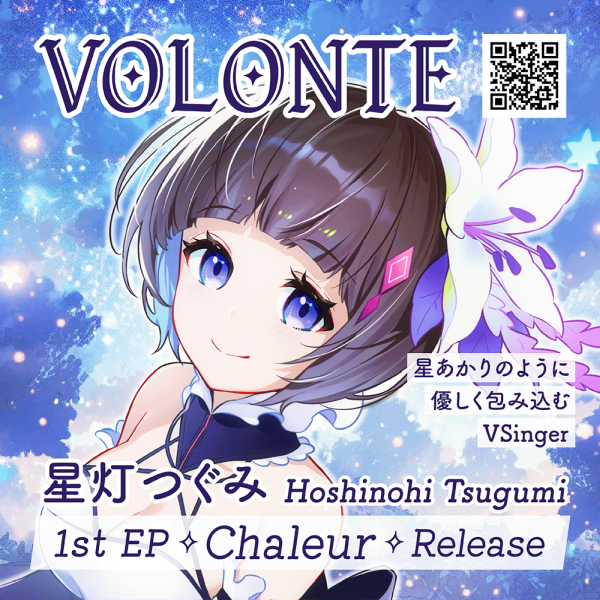 VOLONTE
星あかりのように
優しく包み込む
VSinger
星灯つぐみ Hoshinohi Tsugumi
1st EP ✧ Chaleur ✧ Release